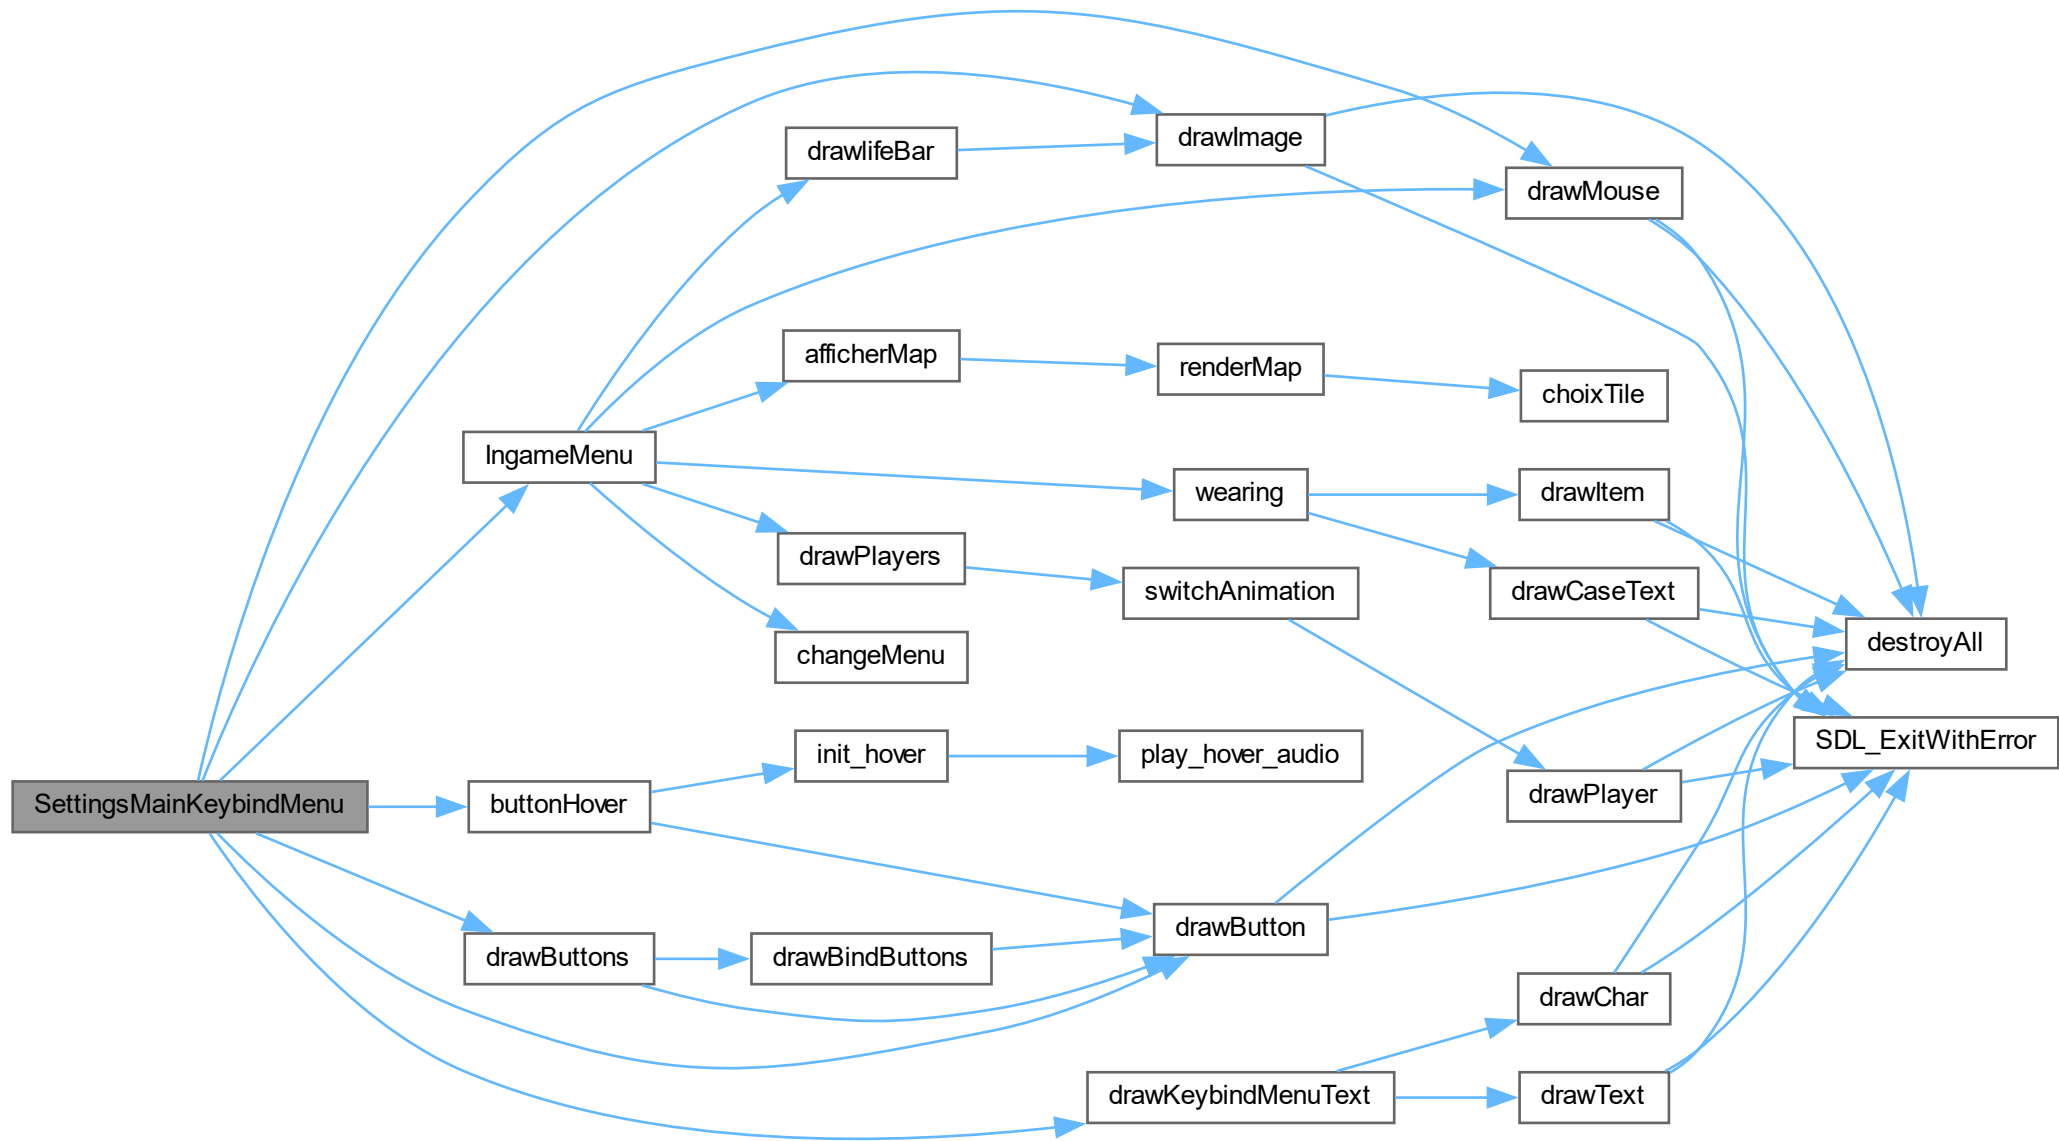 drawlifeBar
drawImage
drawMouse
afficherMap
renderMap
choixTile
IngameMenu
wearing
drawItem
drawPlayers
switchAnimation
drawCaseText
changeMenu
destroyAll
init_hover
play_hover_audio
SDL_ExitWithError
SettingsMainKeybindMenu
buttonHover
drawPlayer
drawButtons
drawBindButtons
drawButton
drawChar
drawKeybindMenuText
drawText